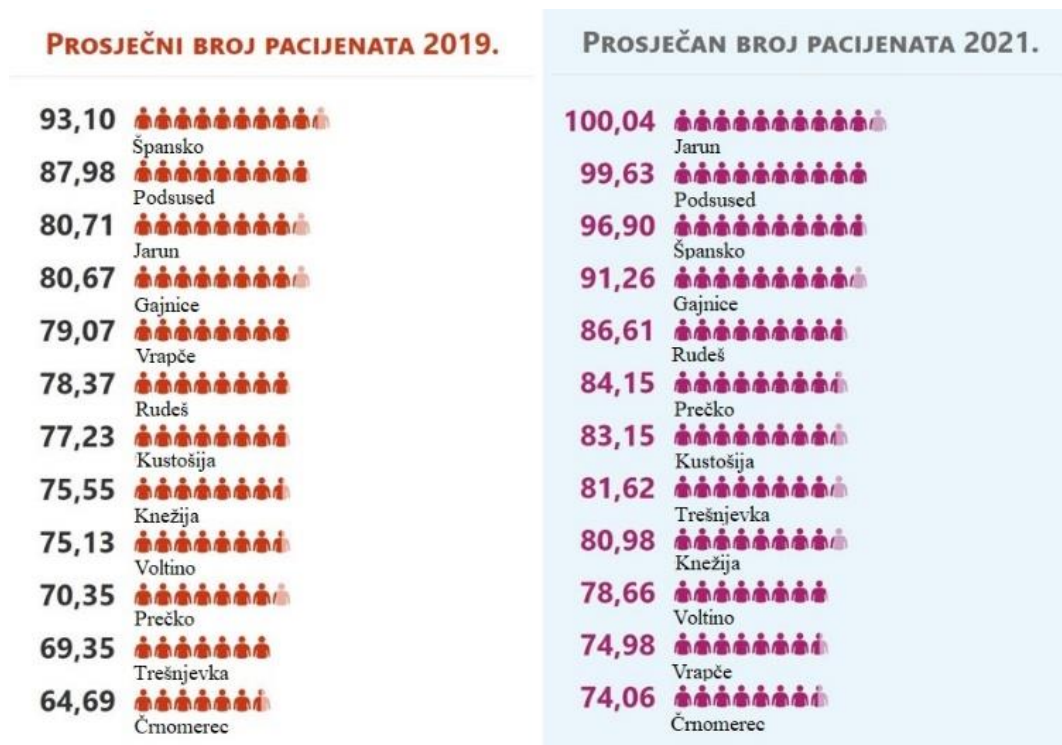 PROSJEČNI BROJ PACIJENATA 2019.
93,10
Špansko
87,98
Podsused
80,71
Jarun
80,67
Gajnice
79,07
Vrapče
78,37
Rudeš
77,23
Kustošija
75,55
Knežija
75,13
Voltino
70,35
Prečko
69,35
Trešnjevka
64,69
Črnomerec
PROSJEČAN BROJ PACIJENATA 2021.
100,04
Jarun
99,63
Podsused
96,90
Špansko
91,26
Gajnice
86,61
Rudeš
84,15
Prečko
83,15
Kustošija
81,62
Trešnjevka
80,98
Knežija
78,66
Voltino
74,98
Vrapče
74,06
Črnomerec